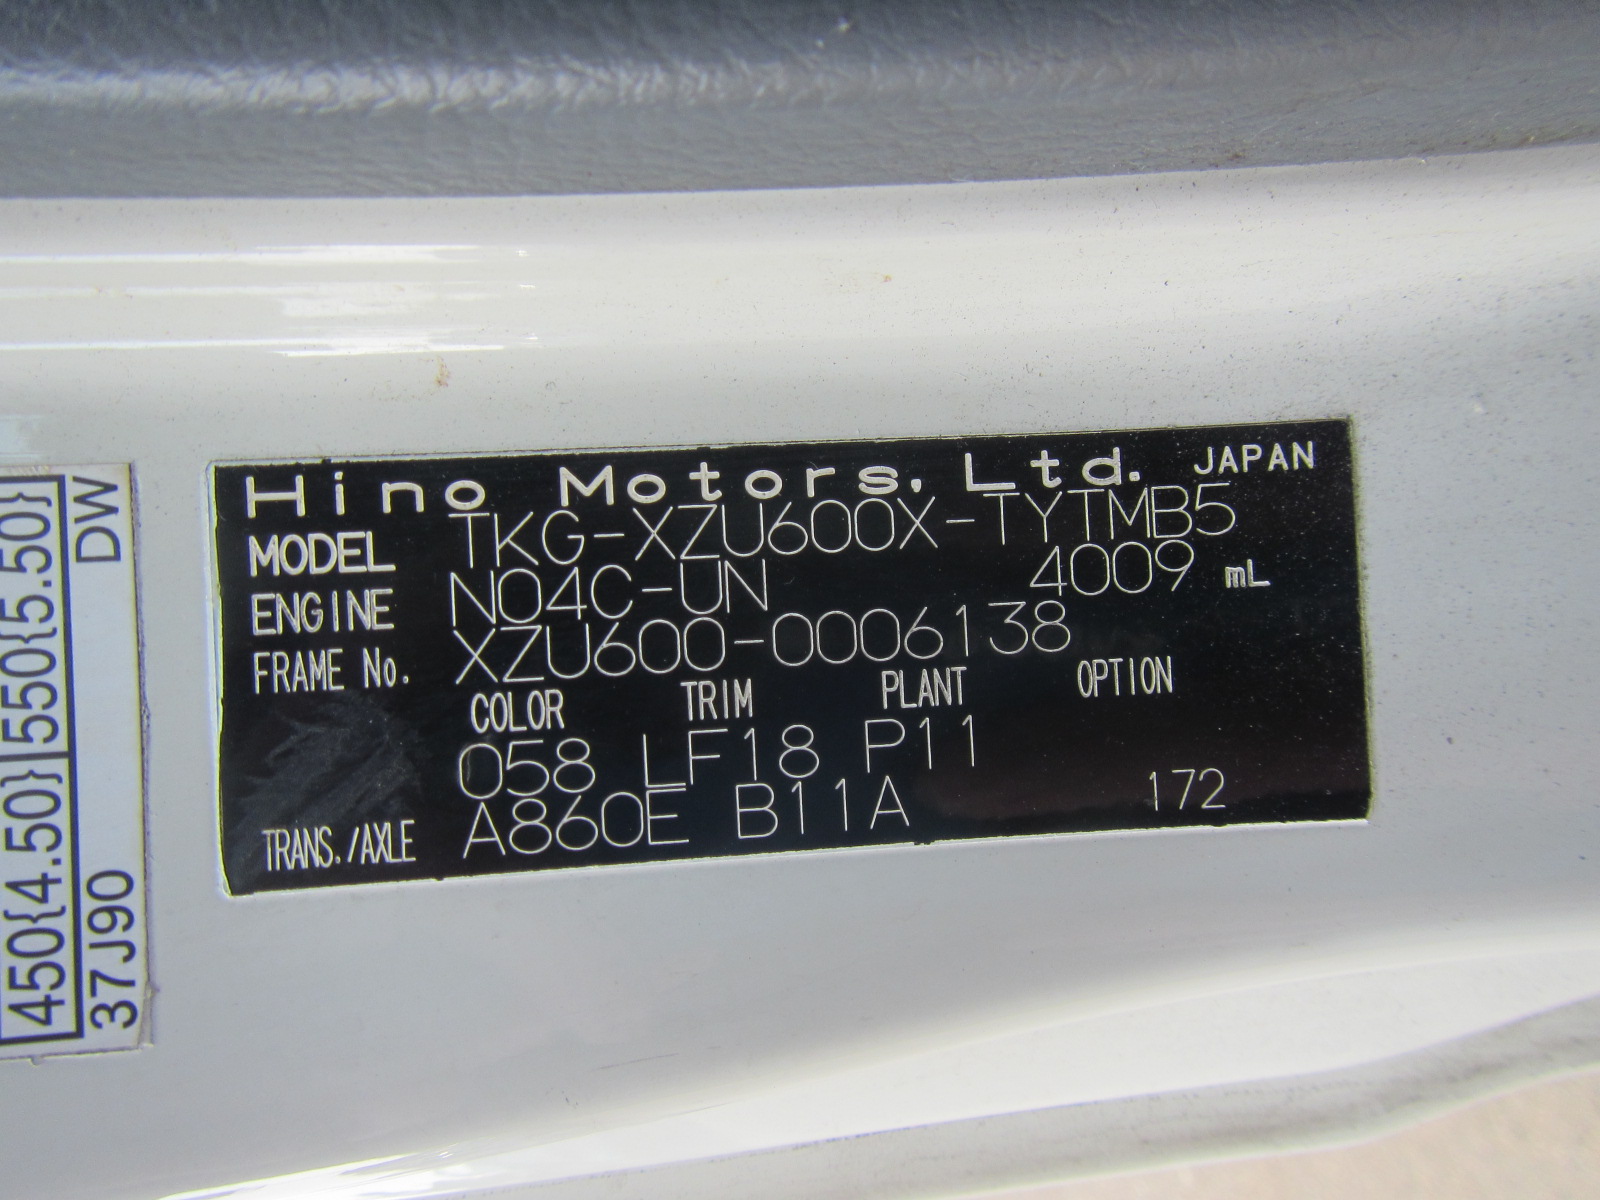 Hino Motors, Ltd. JAPAN
MODEL TKG-XZU600X-TYTMB5
ENGINE N04C-UN 4009 mL
FRAME No. XZU600-0006138
COLOR TRIM PLANT OPTION
058 LF18 P11
TRANS./AXLE A860E B11A 172
450{4.50} 550{5.50}
37J90 DW